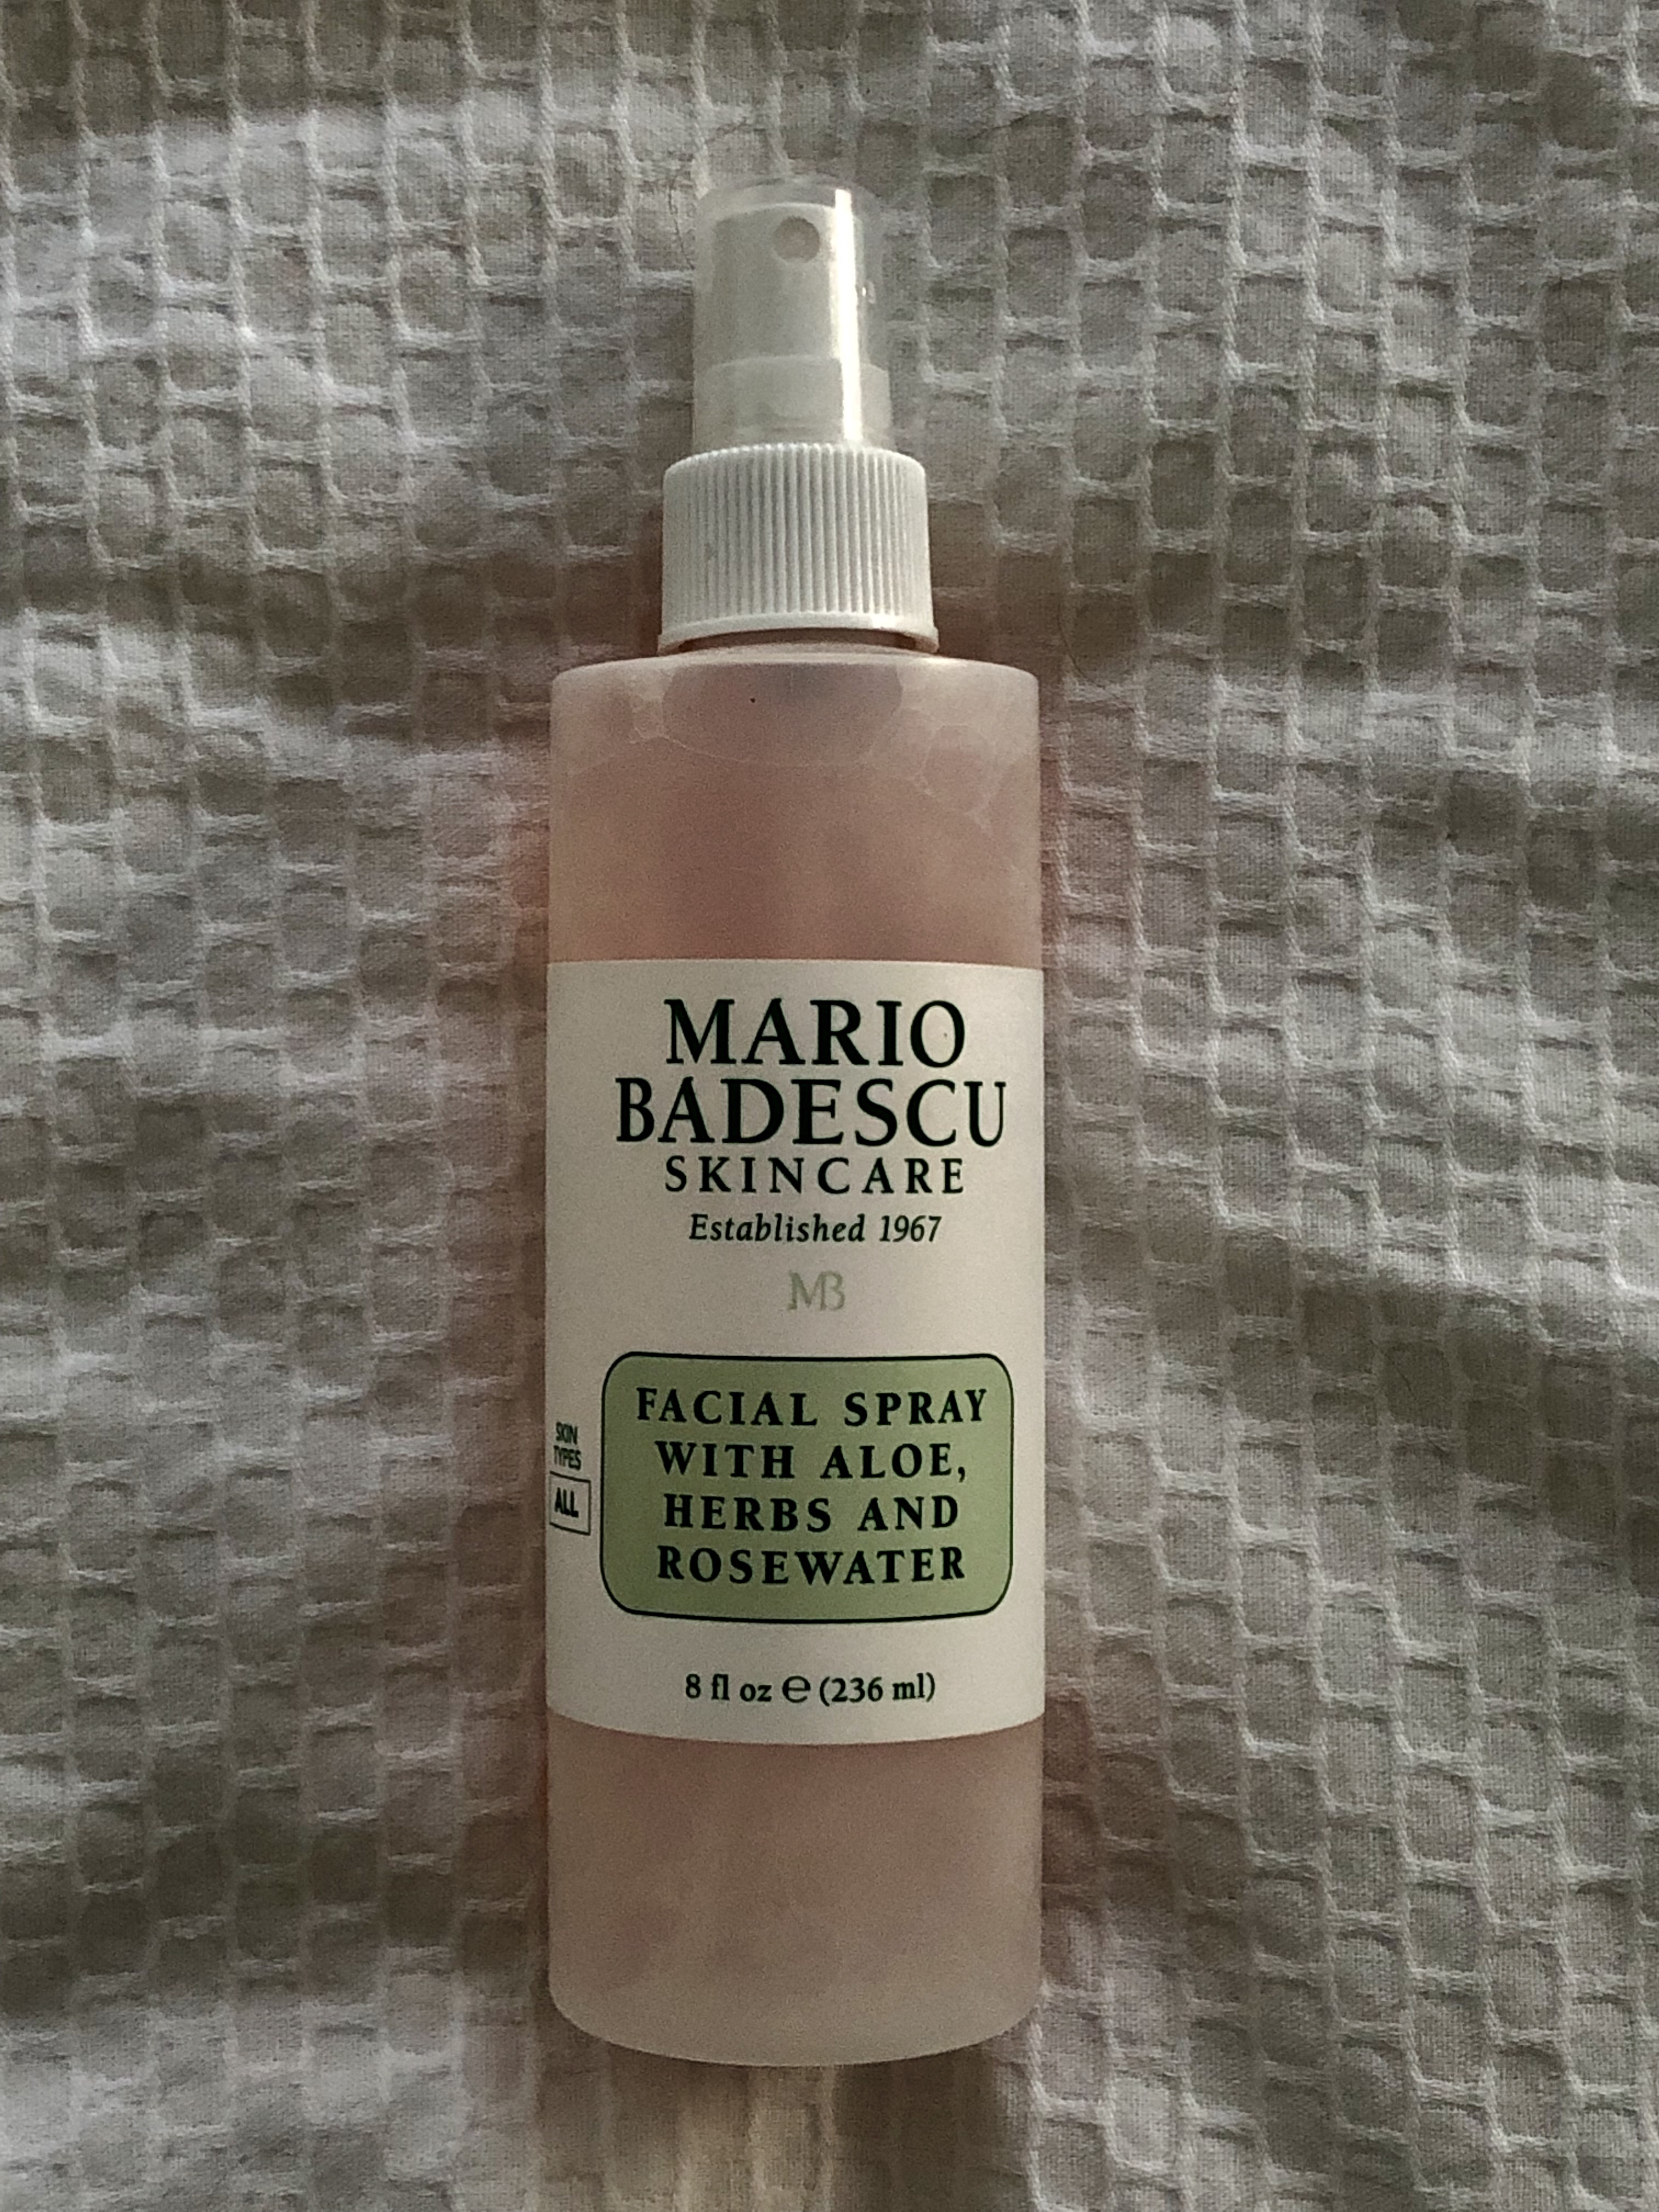 MARIO
BADESCU
SKINCARE
Established 1967
MB
SKIN
TYPES
ALL
FACIAL SPRAY
WITH ALOE,
HERBS AND
ROSEWATER
8 fl oz ℮ (236 ml)